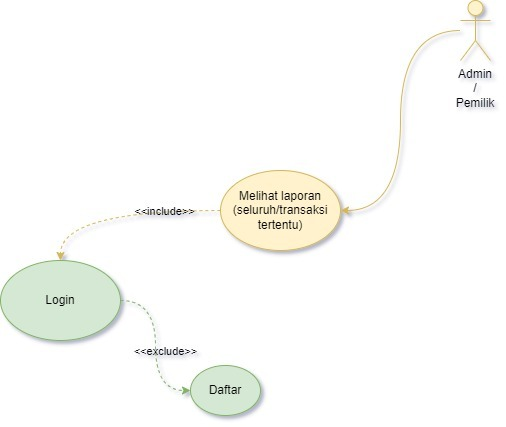 Admin
/
Pemilik
Melihat laporan
(seluruh/transaksi
tertentu)
<<include>>
Login
<<exclude>>
Daftar